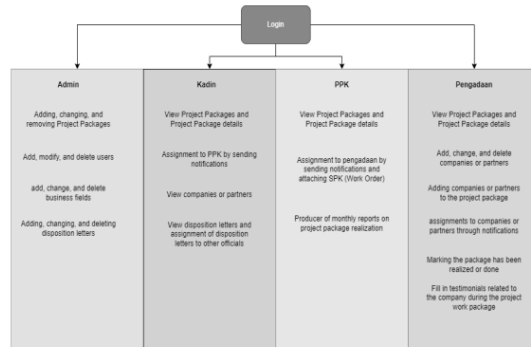 Login
Admin
Adding, changing, and
removing Project Packages
Add, modify, and delete users
add, change, and delete
business fields
Adding, changing, and deleting
disposition letters
Kadin
View Project Packages and
Project Package details
Assignment to PPK by sending
notifications
View companies or partners
View disposition letters and
assignment of disposition
letters to other officials
PPK
View Project Packages and
Project Package details
Assignment to pengadaan by
sending notifications and
attaching SPK (Work Order)
Producer of monthly reports on
project package realization
Pengadaan
View Project Packages and
Project Package details
Add, change, and delete
companies or partners
Adding companies or partners
to the project package
assignments to companies or
partners through notifications
Marking the package has been
realized or done
Fill in testimonials related to
the company during the project
work package